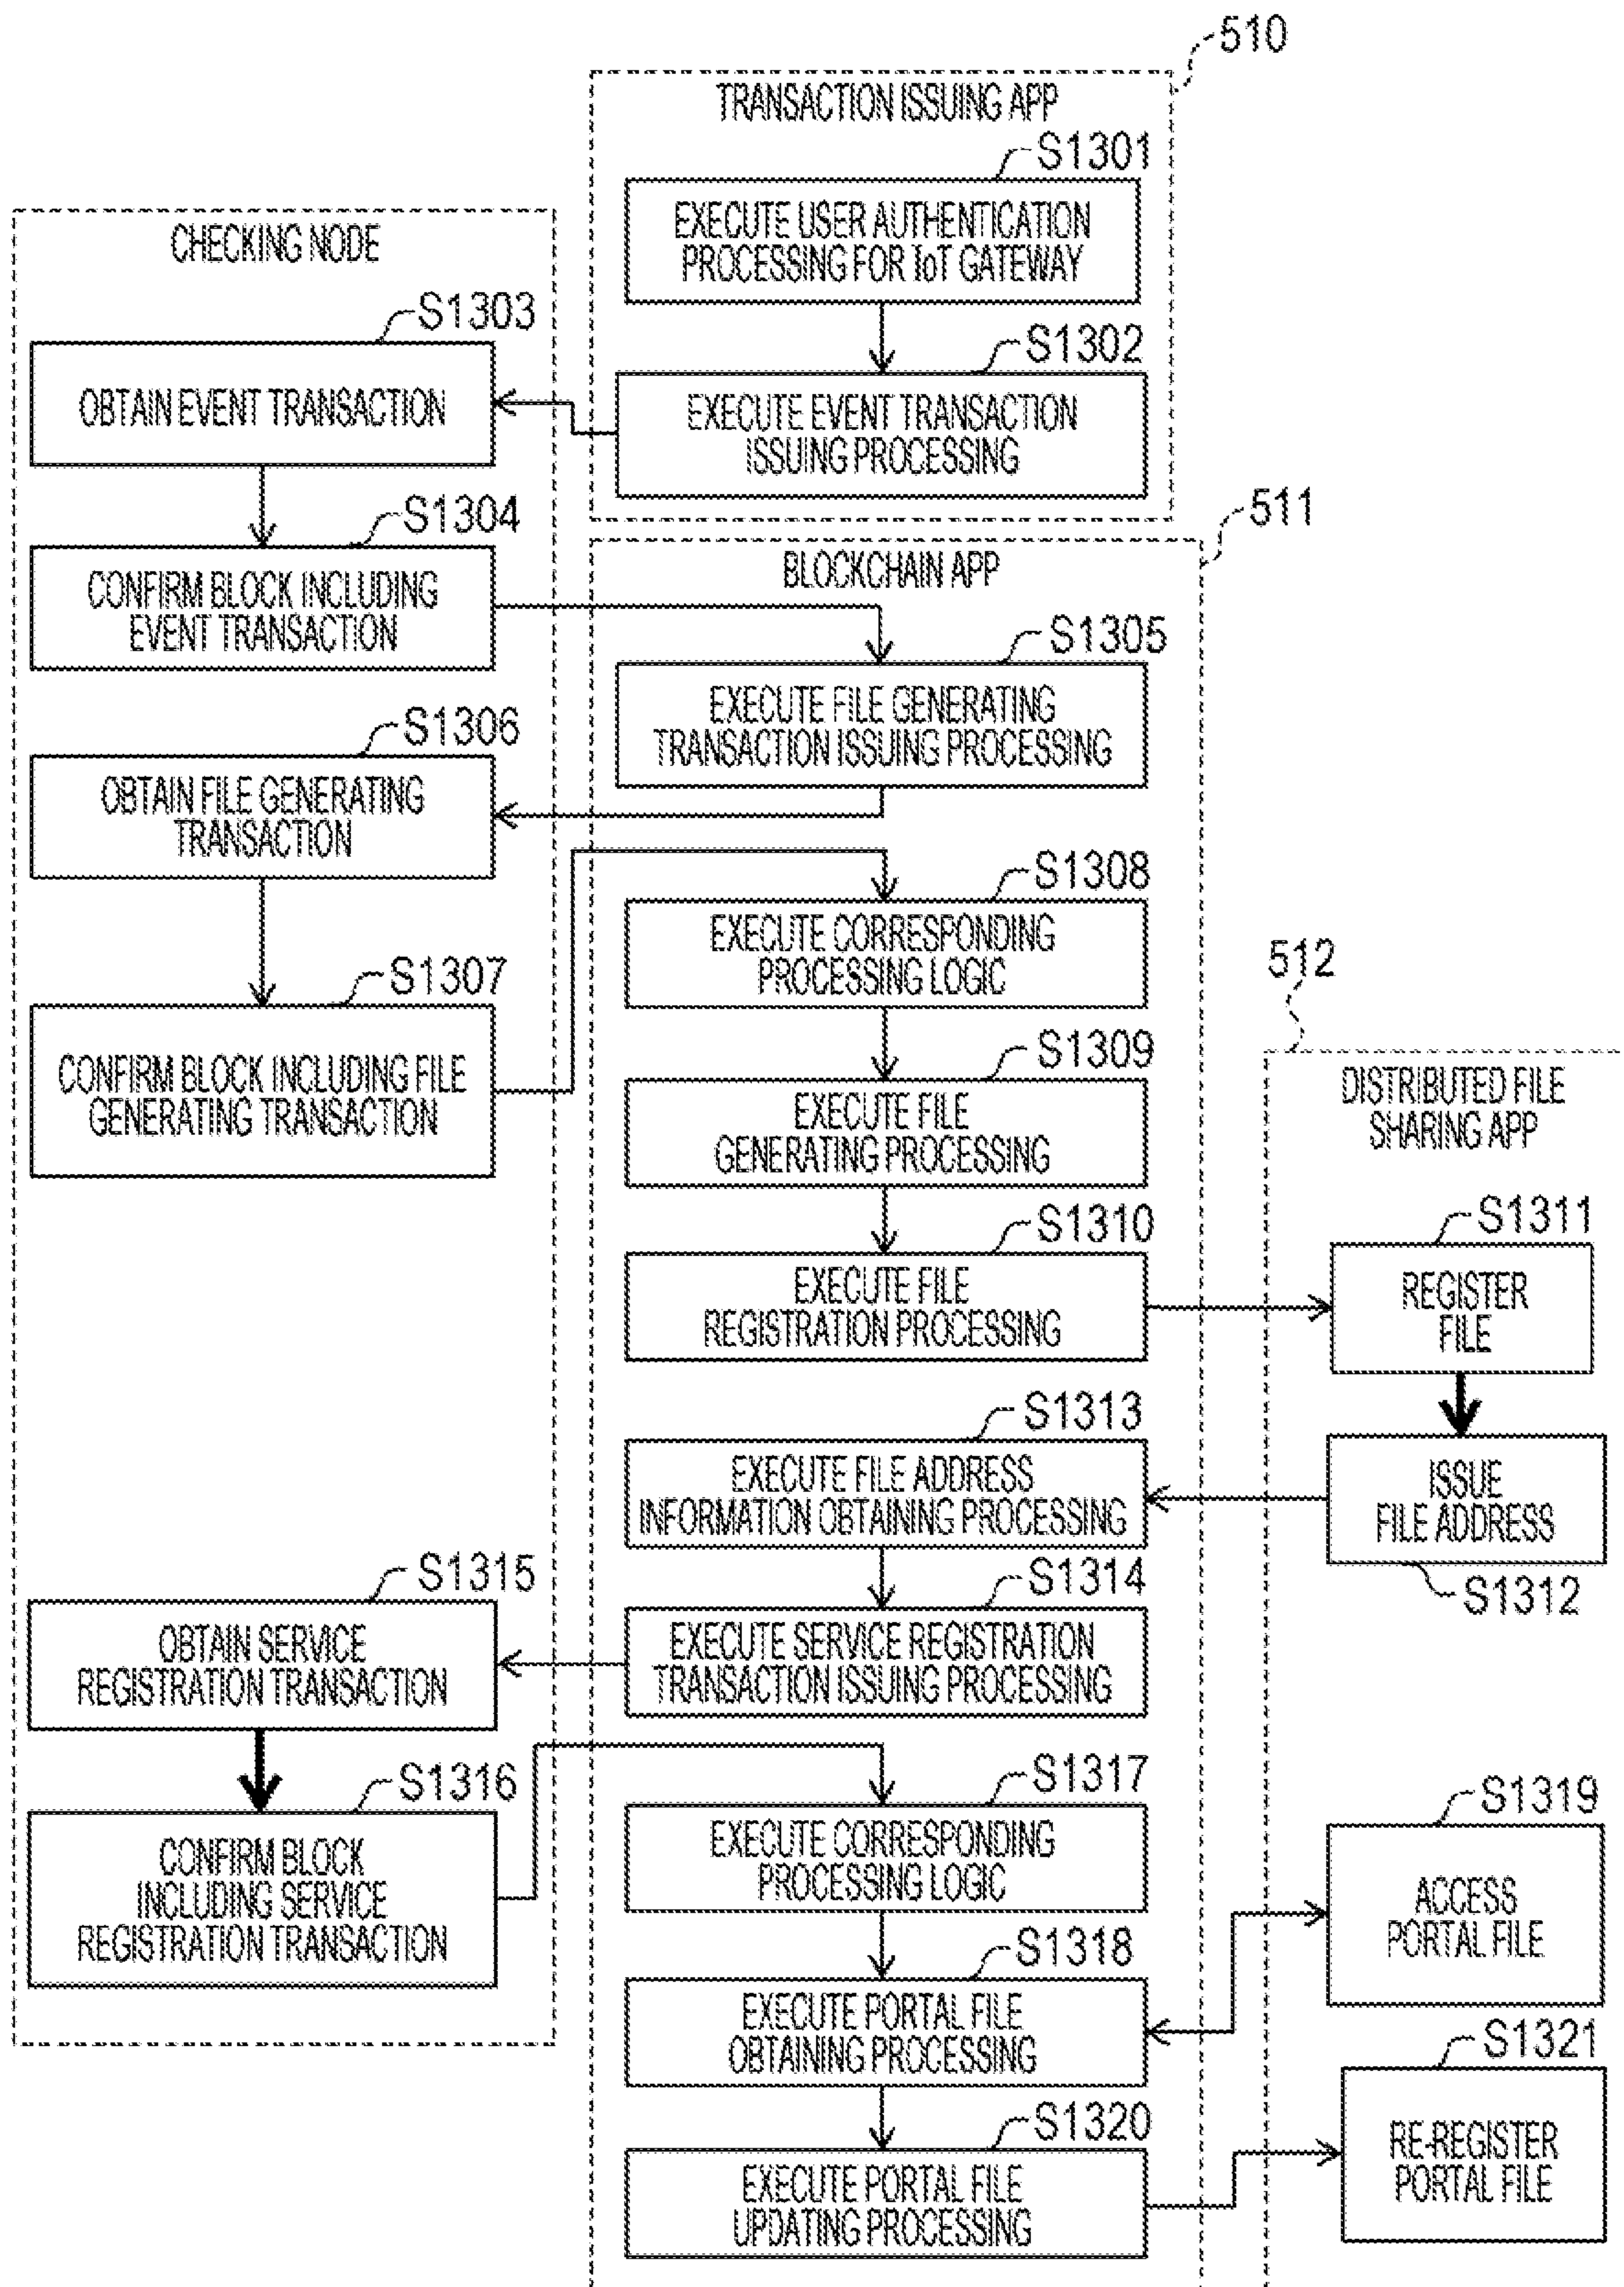 510
TRANSACTION ISSUING APP
S1301
EXECUTE USER AUTHENTICATION
PROCESSING FOR IoT GATEWAY
CHECKING NODE
S1303
OBTAIN EVENT TRANSACTION
S1302
EXECUTE EVENT TRANSACTION
ISSUING PROCESSING
S1304
CONFIRM BLOCK INCLUDING
EVENT TRANSACTION
511
BLOCKCHAIN APP
S1305
EXECUTE FILE GENERATING
TRANSACTION ISSUING PROCESSING
S1306
OBTAIN FILE GENERATING
TRANSACTION
S1307
CONFIRM BLOCK INCLUDING FILE
GENERATING TRANSACTION
S1308
EXECUTE CORRESPONDING
PROCESSING LOGIC
S1309
EXECUTE FILE
GENERATING PROCESSING
S1310
EXECUTE FILE
REGISTRATION PROCESSING
512
DISTRIBUTED FILE
SHARING APP
S1311
REGISTER
FILE
ISSUE
FILE ADDRESS
S1312
S1313
EXECUTE FILE ADDRESS
INFORMATION OBTAINING PROCESSING
S1314
EXECUTE SERVICE REGISTRATION
TRANSACTION ISSUING PROCESSING
S1315
OBTAIN SERVICE
REGISTRATION TRANSACTION
S1316
CONFIRM BLOCK
INCLUDING SERVICE
REGISTRATION TRANSACTION
S1317
EXECUTE CORRESPONDING
PROCESSING LOGIC
S1318
EXECUTE PORTAL FILE
OBTAINING PROCESSING
S1319
ACCESS
PORTAL FILE
S1320
EXECUTE PORTAL FILE
UPDATING PROCESSING
S1321
RE-REGISTER
PORTAL FILE